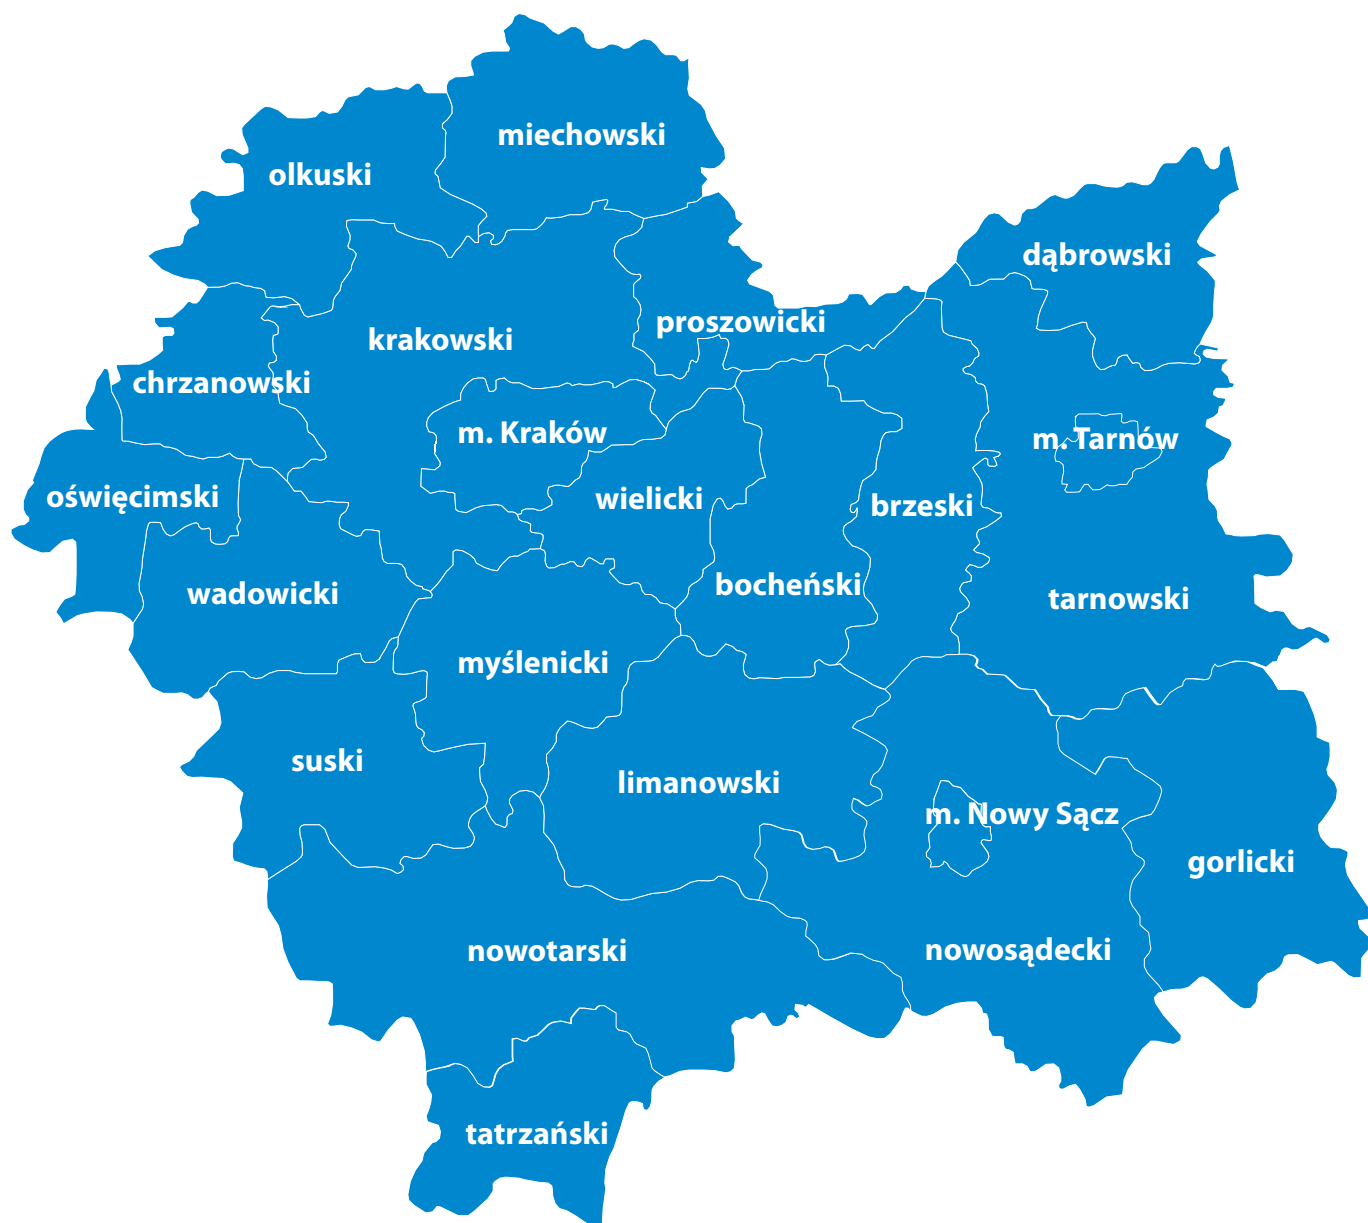 miechowski
olkuski
dąbrowski
proszowicki
krakowski
chrzanowski
m. Kraków
m. Tarnów
oświęcimski
wielicki
brzeski
wadowicki
bocheński
tarnowski
myślenicki
suski
limanowski
m. Nowy Sącz
gorlicki
nowotarski
nowosądecki
tatrzański